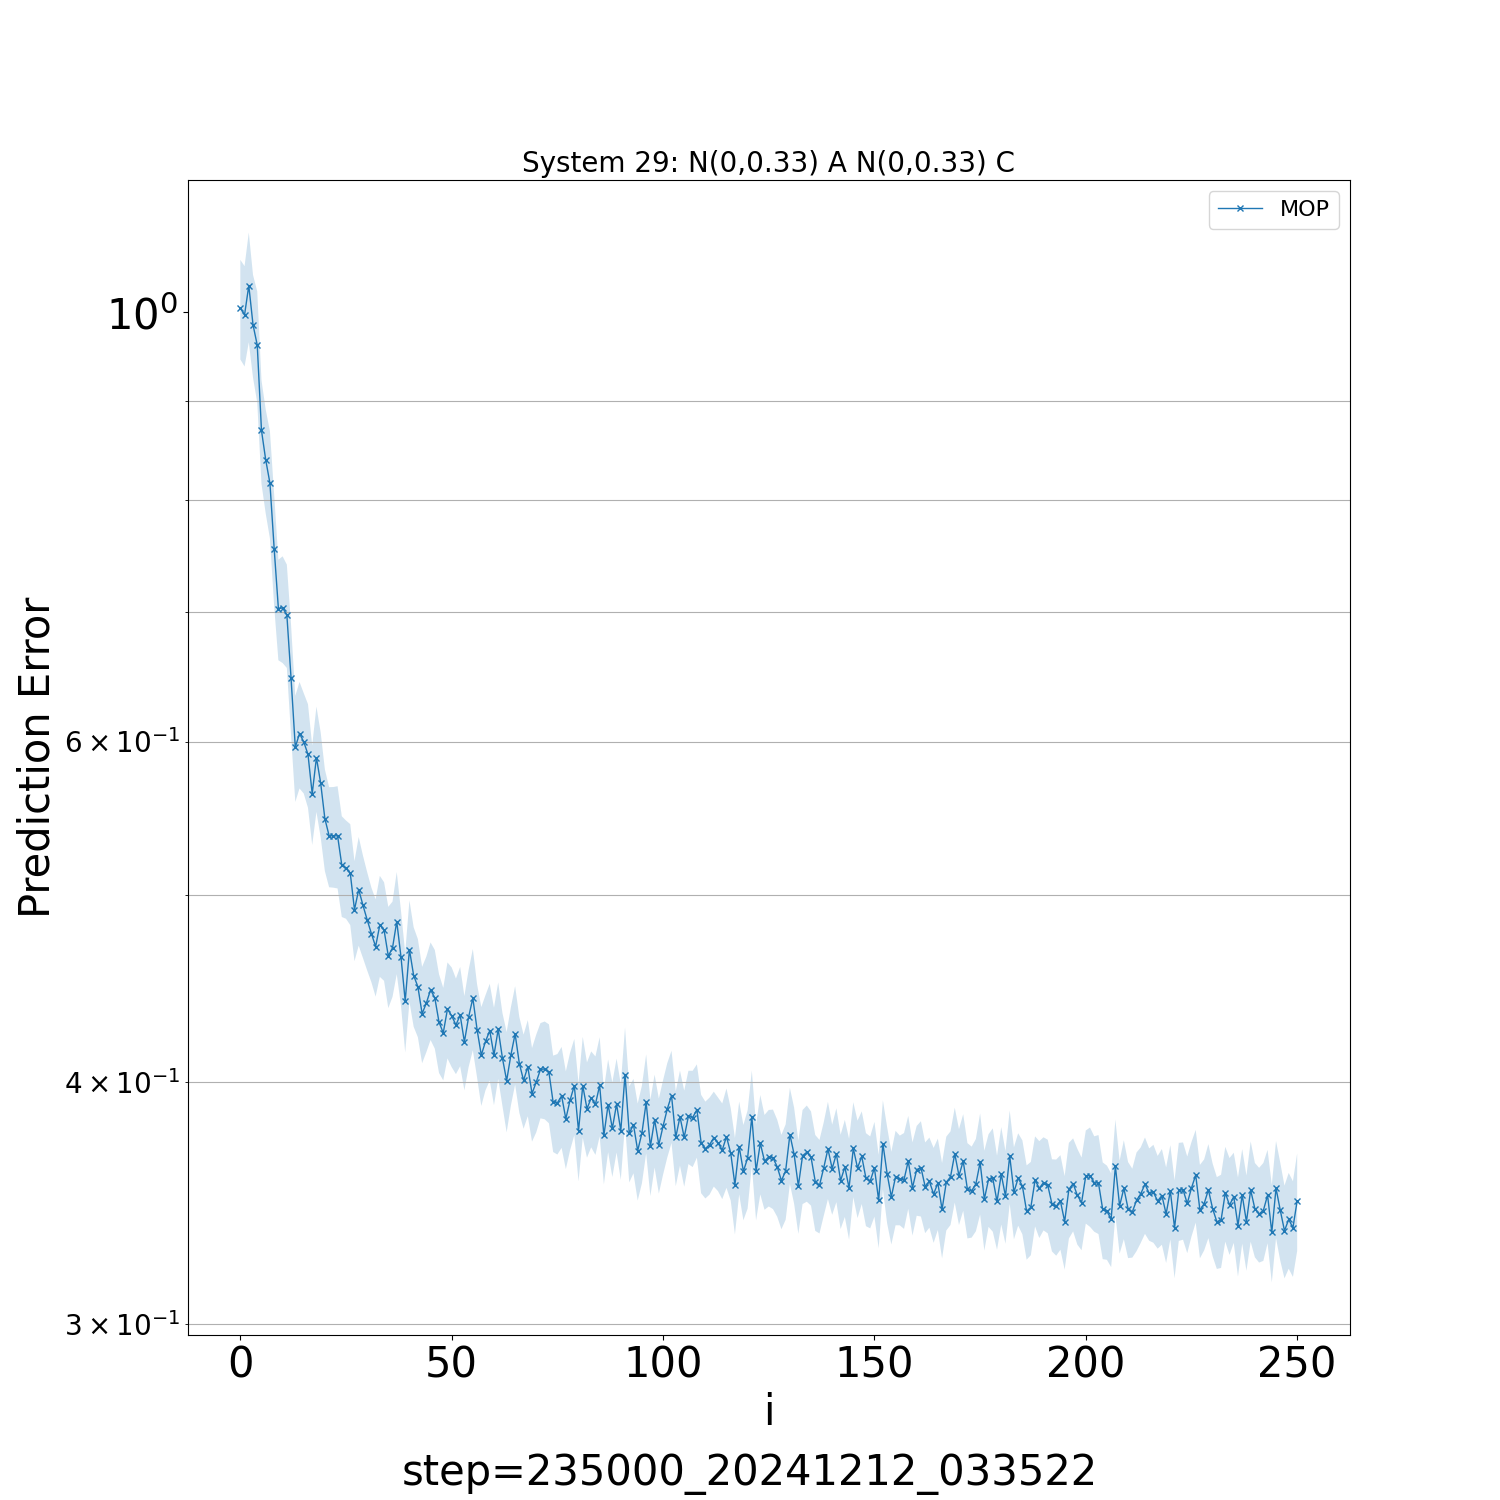 System 29: N(0,0.33) A N(0,0.33) C
MOP
10⁰
6 × 10⁻¹
4 × 10⁻¹
3 × 10⁻¹
Prediction Error
0 50 100 150 200 250
i
step=235000_20241212_033522